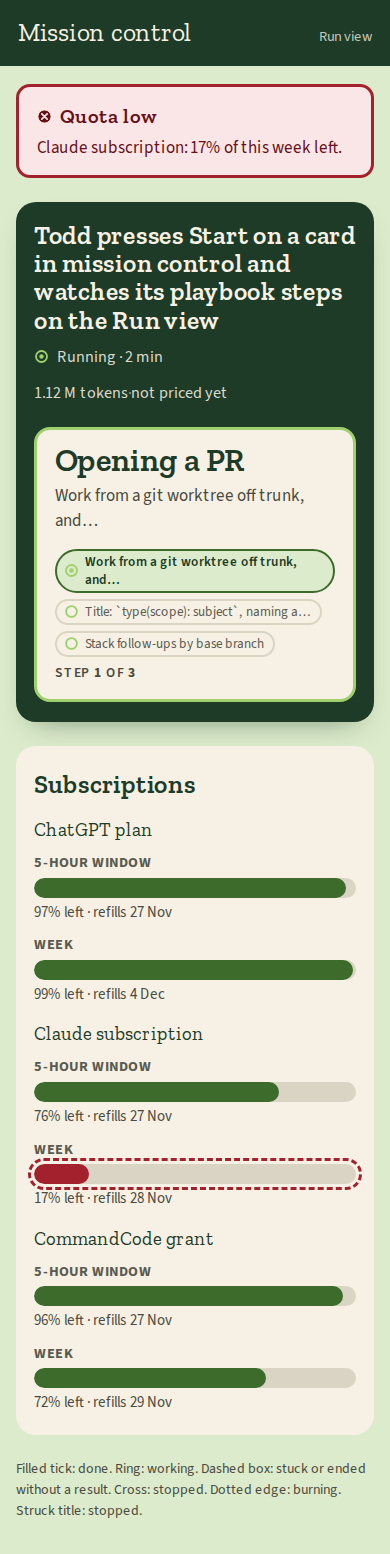 Mission control
Run view
Quota low
Claude subscription: 17% of this week left.
Todd presses Start on a card
in mission control and
watches its playbook steps
on the Run view
Running · 2 min
1.12 M tokens·not priced yet
Opening a PR
Work from a git worktree off trunk,
and…
Work from a git worktree off trunk,
and…
Title: `type(scope): subject`, naming a…
Stack follow-ups by base branch
STEP 1 OF 3
Subscriptions
ChatGPT plan
5-HOUR WINDOW
97% left · refills 27 Nov
WEEK
99% left · refills 4 Dec
Claude subscription
5-HOUR WINDOW
76% left · refills 27 Nov
WEEK
17% left · refills 28 Nov
CommandCode grant
5-HOUR WINDOW
96% left · refills 27 Nov
WEEK
72% left · refills 29 Nov
Filled tick: done. Ring: working. Dashed box: stuck or ended
without a result. Cross: stopped. Dotted edge: burning.
Struck title: stopped.